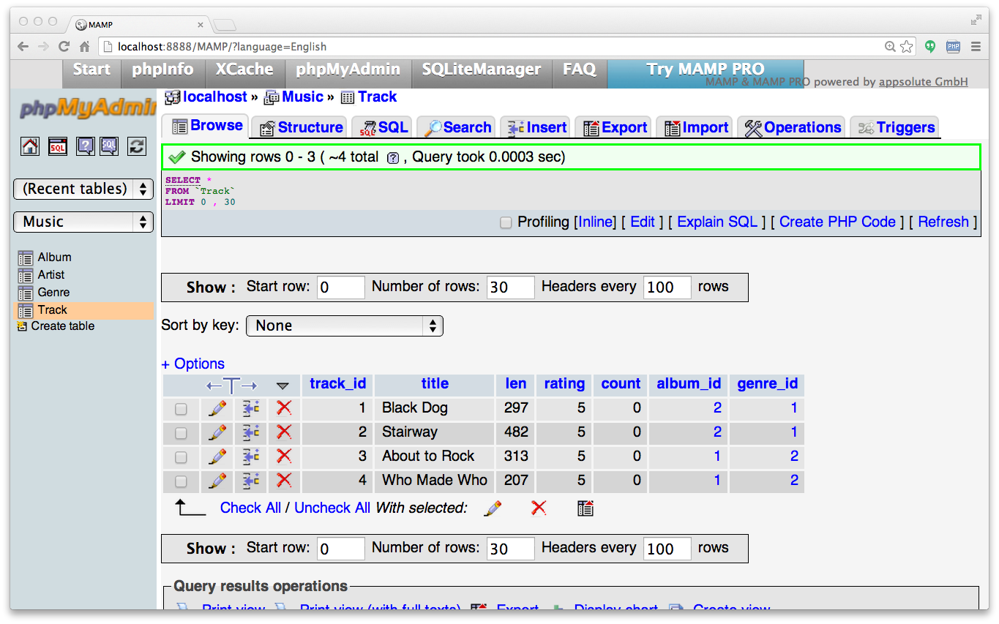 MAMP
localhost:8888/MAMP/?language=English
PHP
Start phpInfo XCache phpMyAdmin SQLiteManager FAQ Try MAMP PRO
MAMP & MAMP PRO powered by appsolute GmbH
phpMyAdmin
localhost » Music » Track
Browse Structure SQL Search Insert Export Import Operations Triggers
SQL SQL
Showing rows 0 - 3 ( ~4 total ? , Query took 0.0003 sec)
SELECT *
FROM `Track`
LIMIT 0 , 30
Profiling [Inline] [ Edit ] [ Explain SQL ] [ Create PHP Code ] [ Refresh ]
(Recent tables)
Music
Album
Artist
Genre
Track
Create table
Show : Start row: 0 Number of rows: 30 Headers every 100 rows
Sort by key: None
+ Options
←T→ track_id title len rating count album_id genre_id
1 Black Dog 297 5 0 2 1
2 Stairway 482 5 0 2 1
3 About to Rock 313 5 0 1 2
4 Who Made Who 207 5 0 1 2
Check All / Uncheck All With selected:
Show : Start row: 0 Number of rows: 30 Headers every 100 rows
Query results operations
Print view Print view (with full texts) Export Display chart Create view